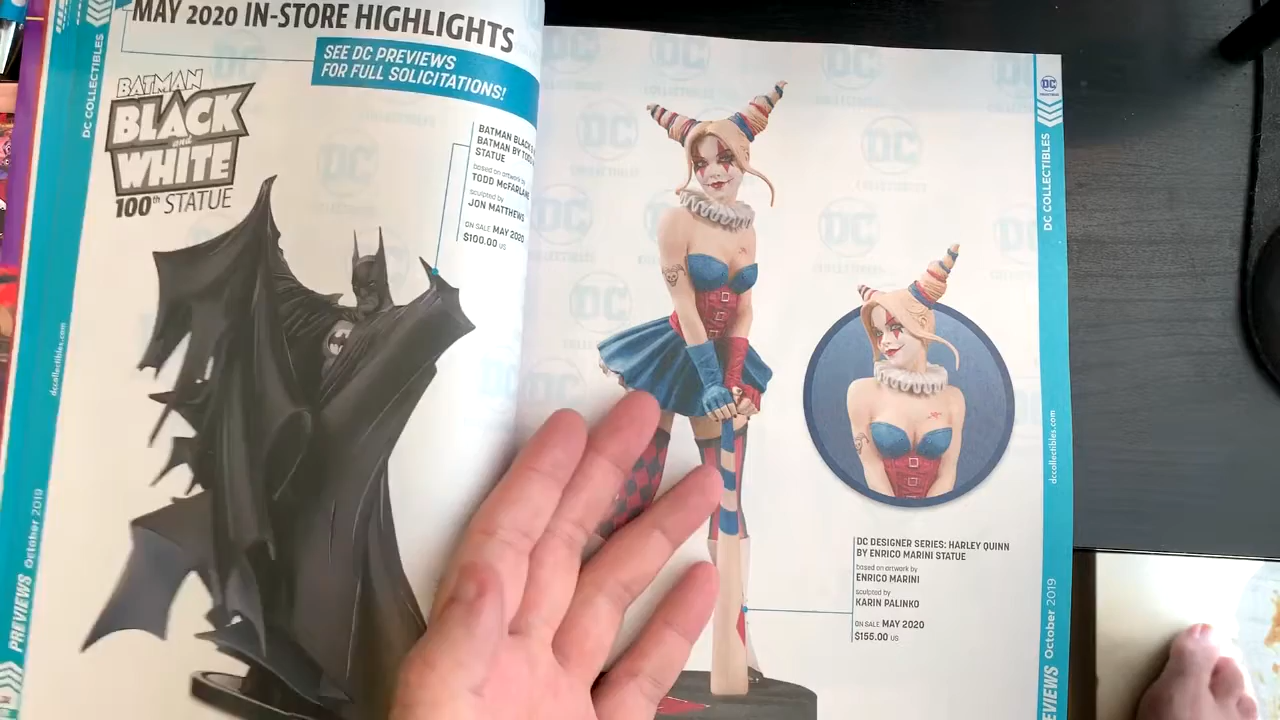 MAY 2020 IN-STORE HIGHLIGHTS
SEE DC PREVIEWS
FOR FULL SOLICITATIONS!
BATMAN
BLACK
and
WHITE
100th STATUE
BATMAN BLACK
BATMAN BY
STATUE
based on artwork
TODD McFARLANE
sculpted by
JON MATTHEWS
ON SALE MAY 2020
$100.00 US
DC COLLECTIBLES
dccollectibles.com
PREVIEWS October 2019
DC
DC COLLECTIBLES
dccollectibles.com
DC DESIGNER SERIES: HARLEY QUINN
BY ENRICO MARINI STATUE
based on artwork by
ENRICO MARINI
sculpted by
KARIN PALINKO
ON SALE MAY 2020
$155.00 US
October 2019